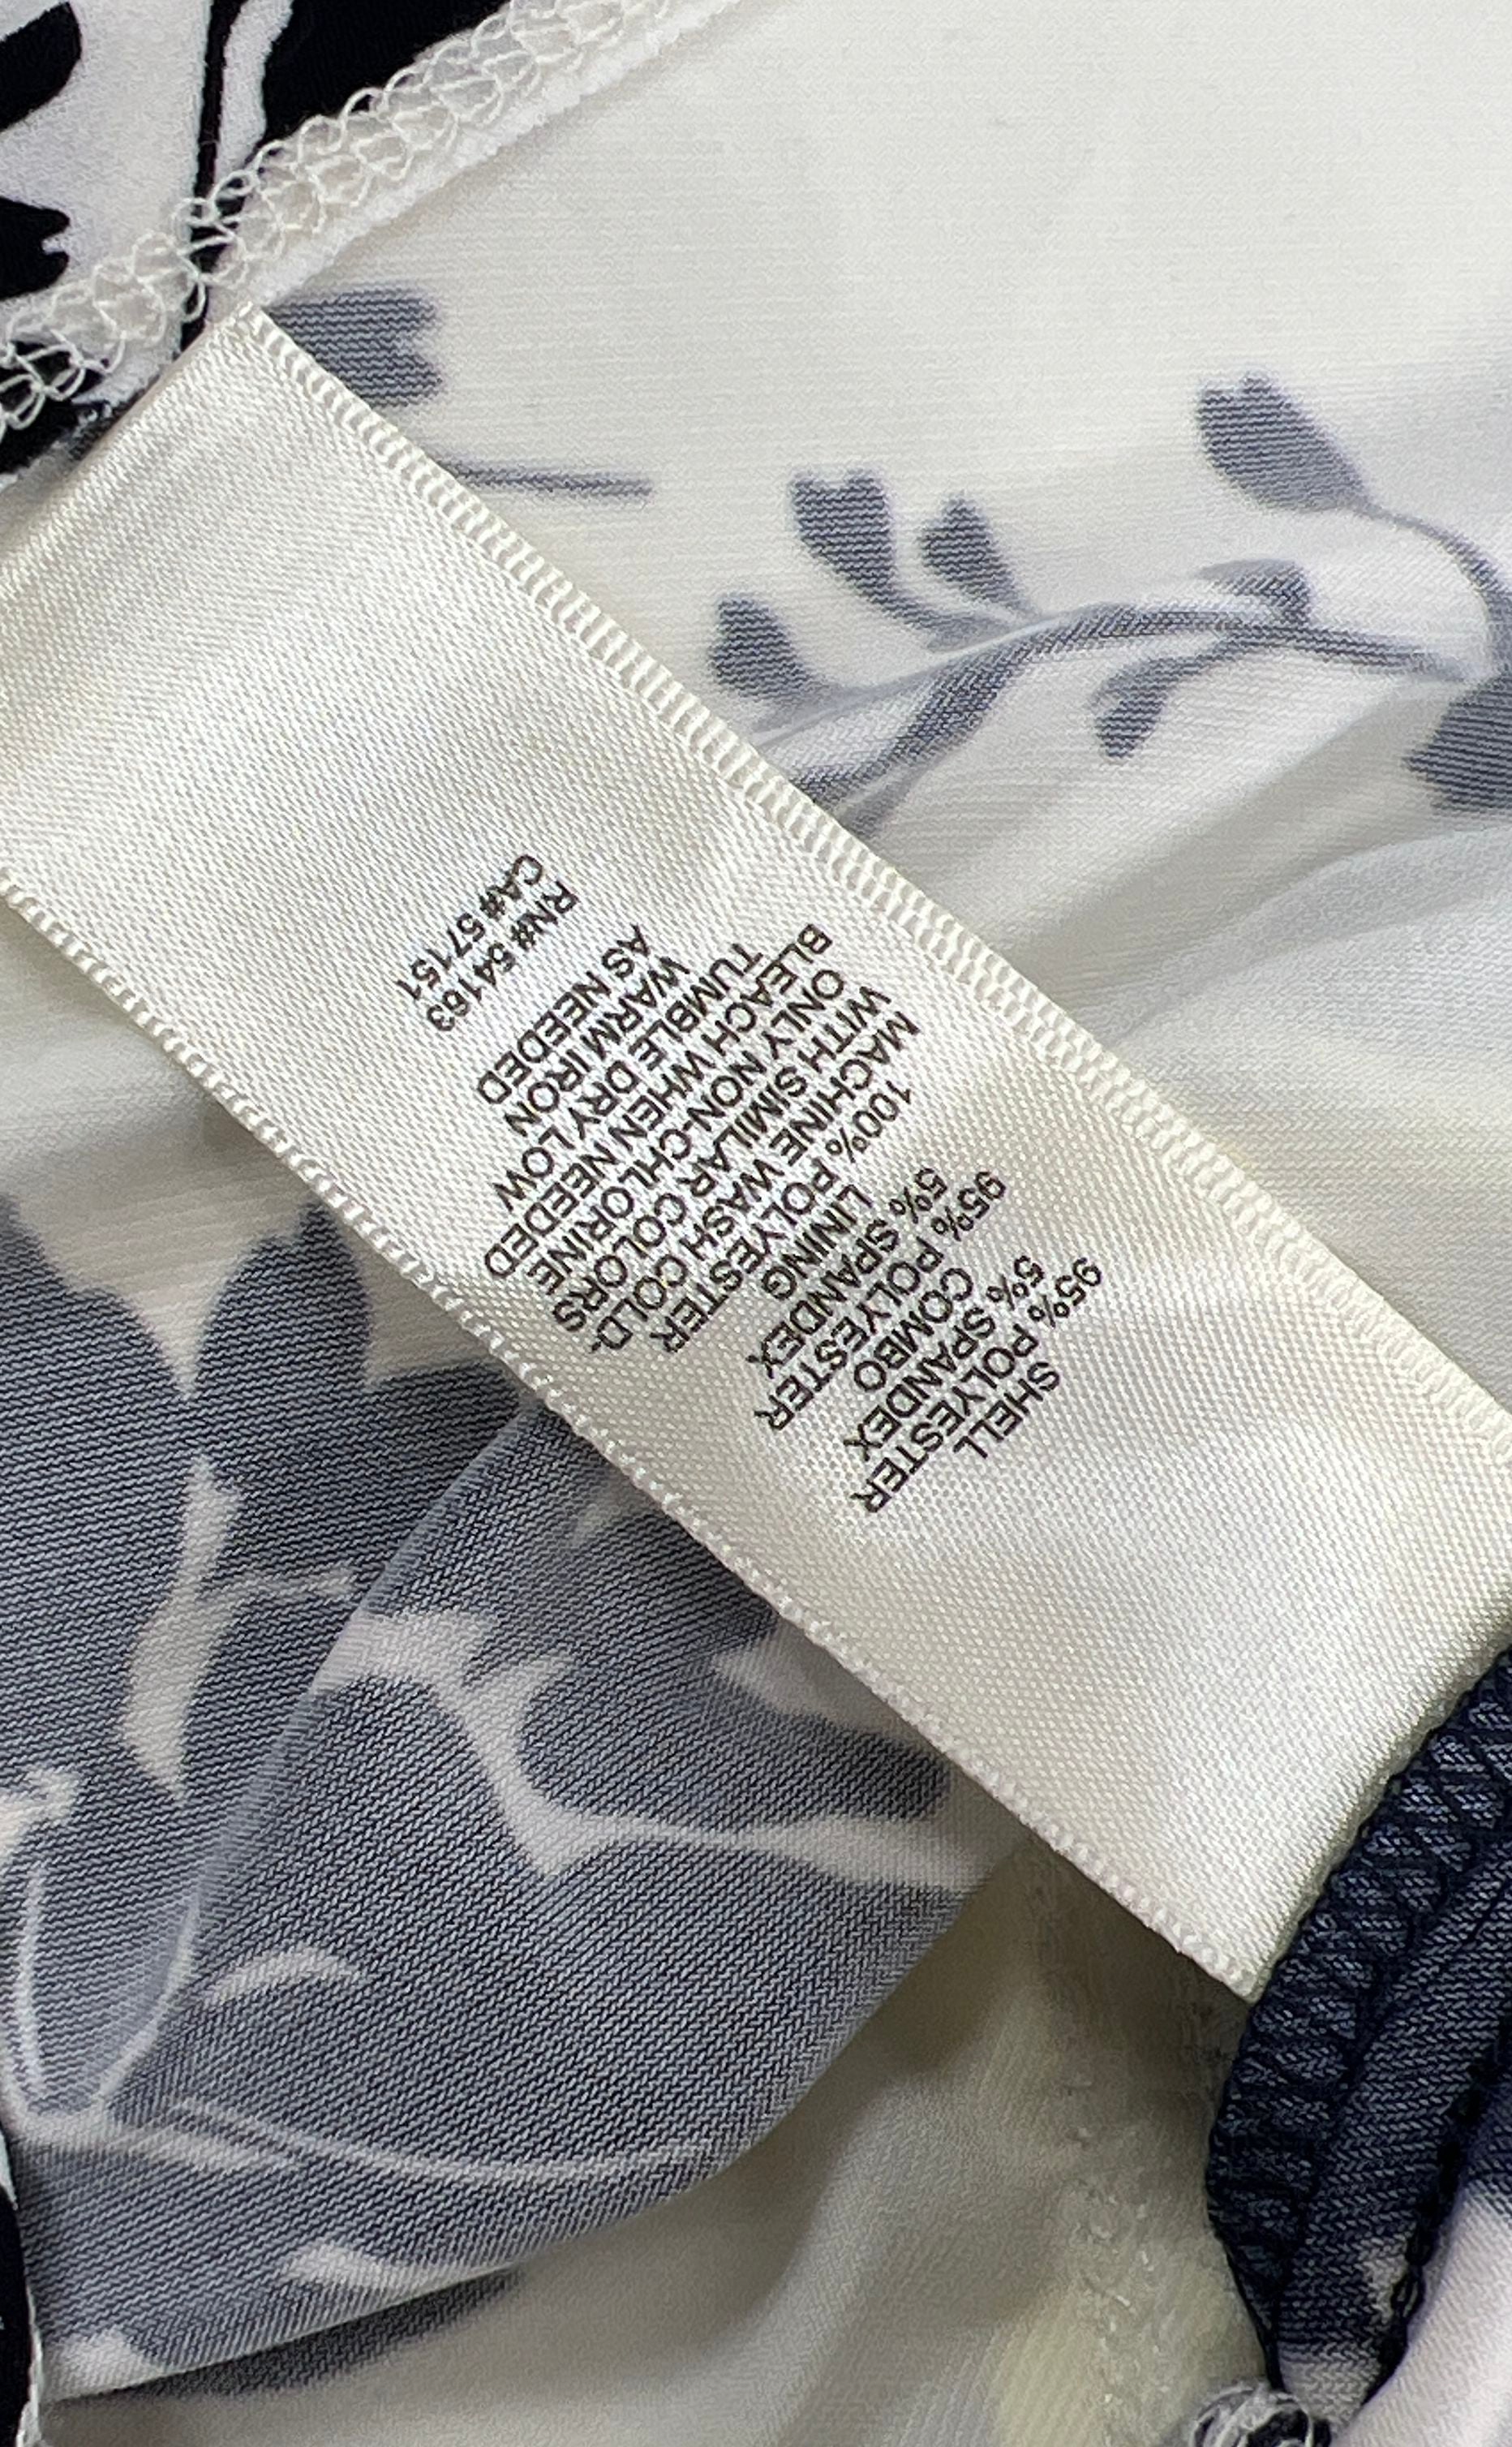 SHELL
95% POLYESTER
5% SPANDEX
COMBO
95% POLYESTER
5% SPANDEX
LINING
100% POLYESTER
MACHINE WASH COLD-
WITH SIMILAR COLORS
ONLY NON-CHLORINE
BLEACH WHEN NEEDED
TUMBLE DRY LOW
WARM IRON
AS NEEDED
RN# 54163
CA# 57151